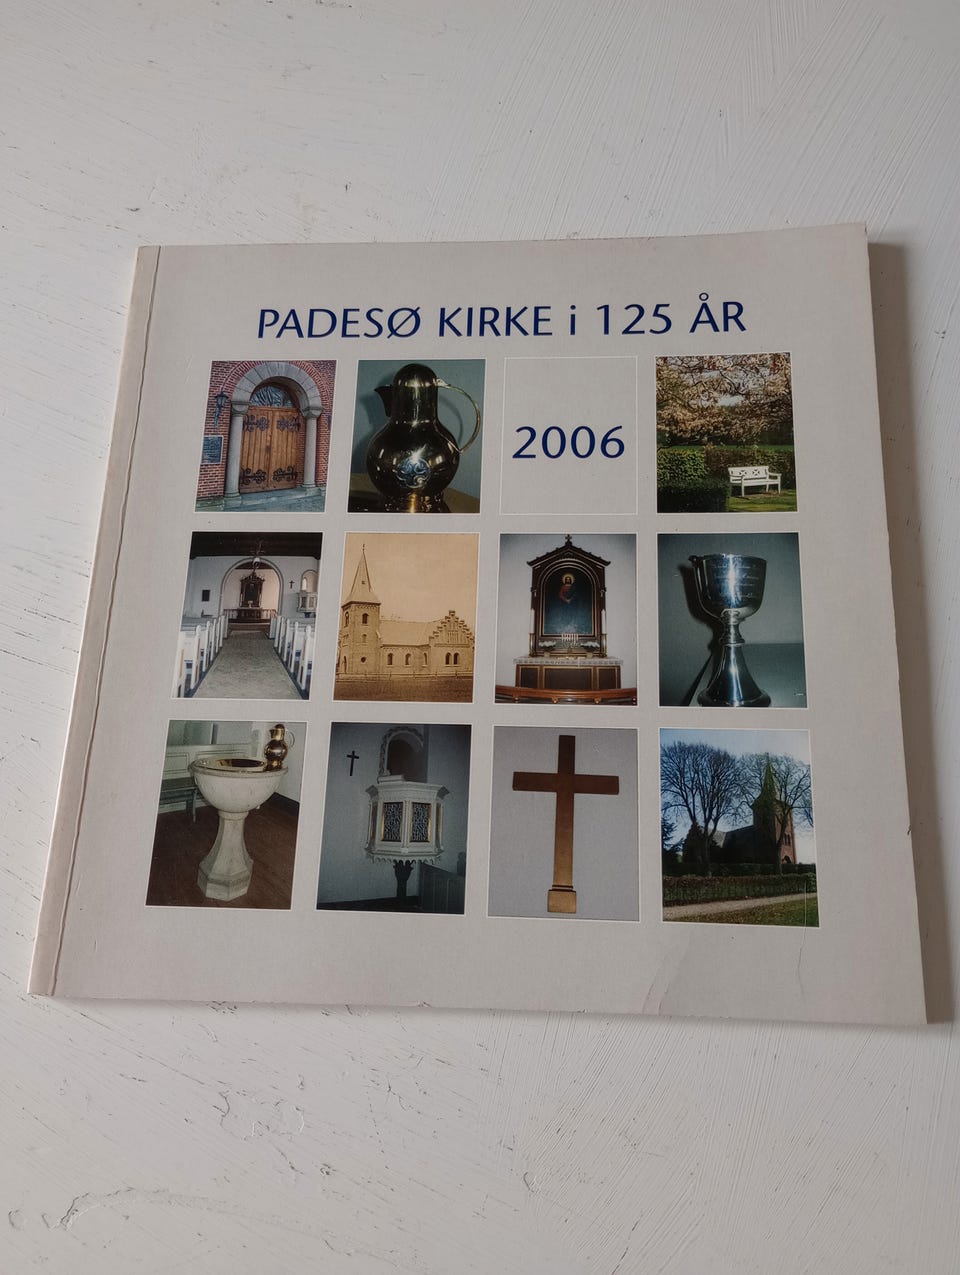 PADESØ KIRKE i 125 ÅR
2006